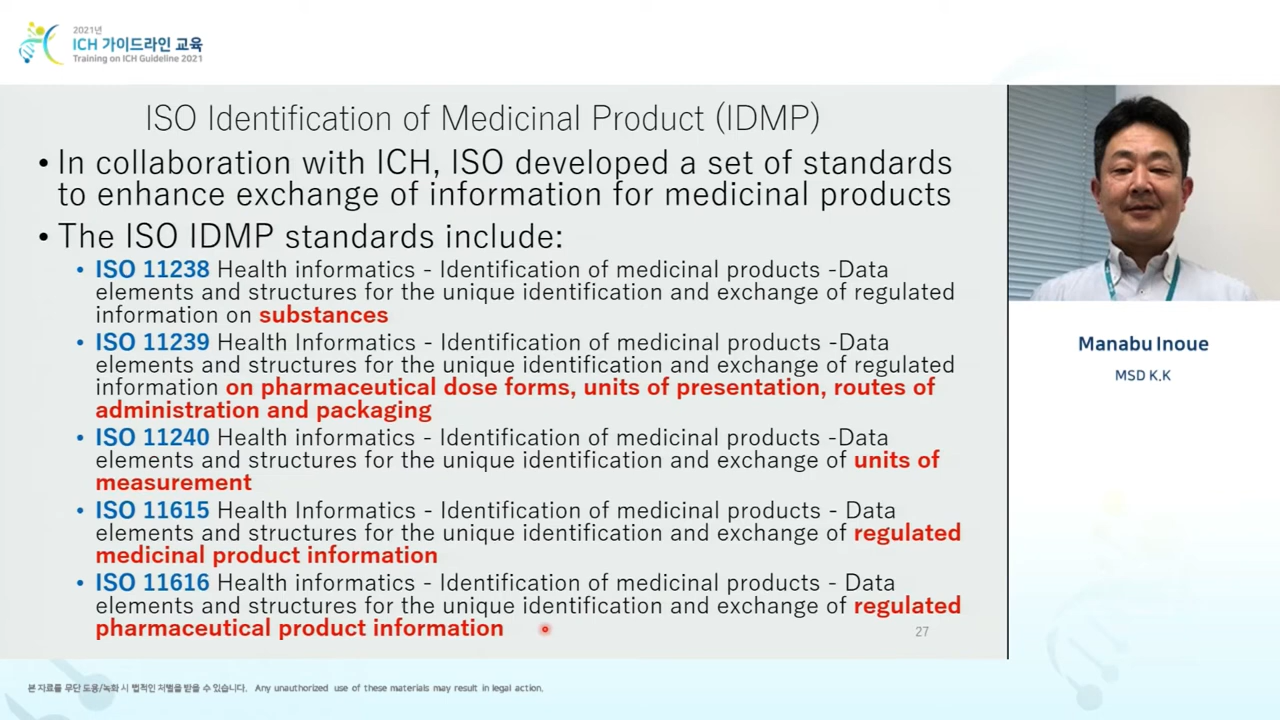 2021년
ICH 가이드라인 교육
Training on ICH Guideline 2021
ISO Identification of Medicinal Product (IDMP)
• In collaboration with ICH, ISO developed a set of standards
to enhance exchange of information for medicinal products
• The ISO IDMP standards include:
• ISO 11238 Health informatics - Identification of medicinal products -Data
elements and structures for the unique identification and exchange of regulated
information on substances
• ISO 11239 Health Informatics - Identification of medicinal products -Data
elements and structures for the unique identification and exchange of regulated
information on pharmaceutical dose forms, units of presentation, routes of
administration and packaging
• ISO 11240 Health informatics - Identification of medicinal products -Data
elements and structures for the unique identification and exchange of units of
measurement
• ISO 11615 Health Informatics - Identification of medicinal products - Data
elements and structures for the unique identification and exchange of regulated
medicinal product information
• ISO 11616 Health informatics - Identification of medicinal products - Data
elements and structures for the unique identification and exchange of regulated
pharmaceutical product information
27
Manabu Inoue
MSD K.K
본 자료를 무단 도용/녹화 시 법적인 처벌을 받을 수 있습니다. Any unauthorized use of these materials may result in legal action.